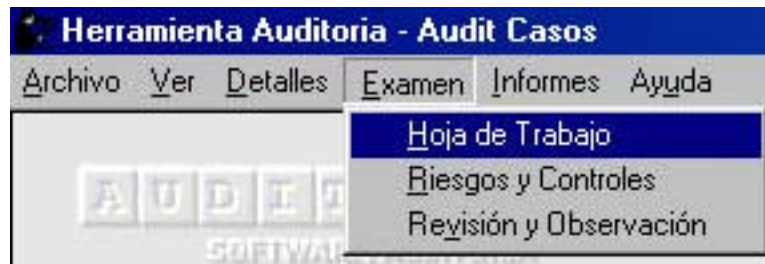 Herramienta Auditoria - Audit Casos
Archivo Ver Detalles Examen Informes Ayuda
Hoja de Trabajo
Riesgos y Controles
Revisión y Observación
A U D I T